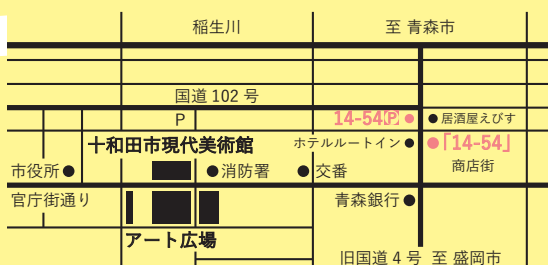 稲生川
至 青森市
国道 102 号
P
14-54P
居酒屋えびす
十和田市現代美術館
ホテルルートイン
「14-54」
市役所
消防署
交番
商店街
官庁街通り
青森銀行
アート広場
旧国道 4 号 至 盛岡市